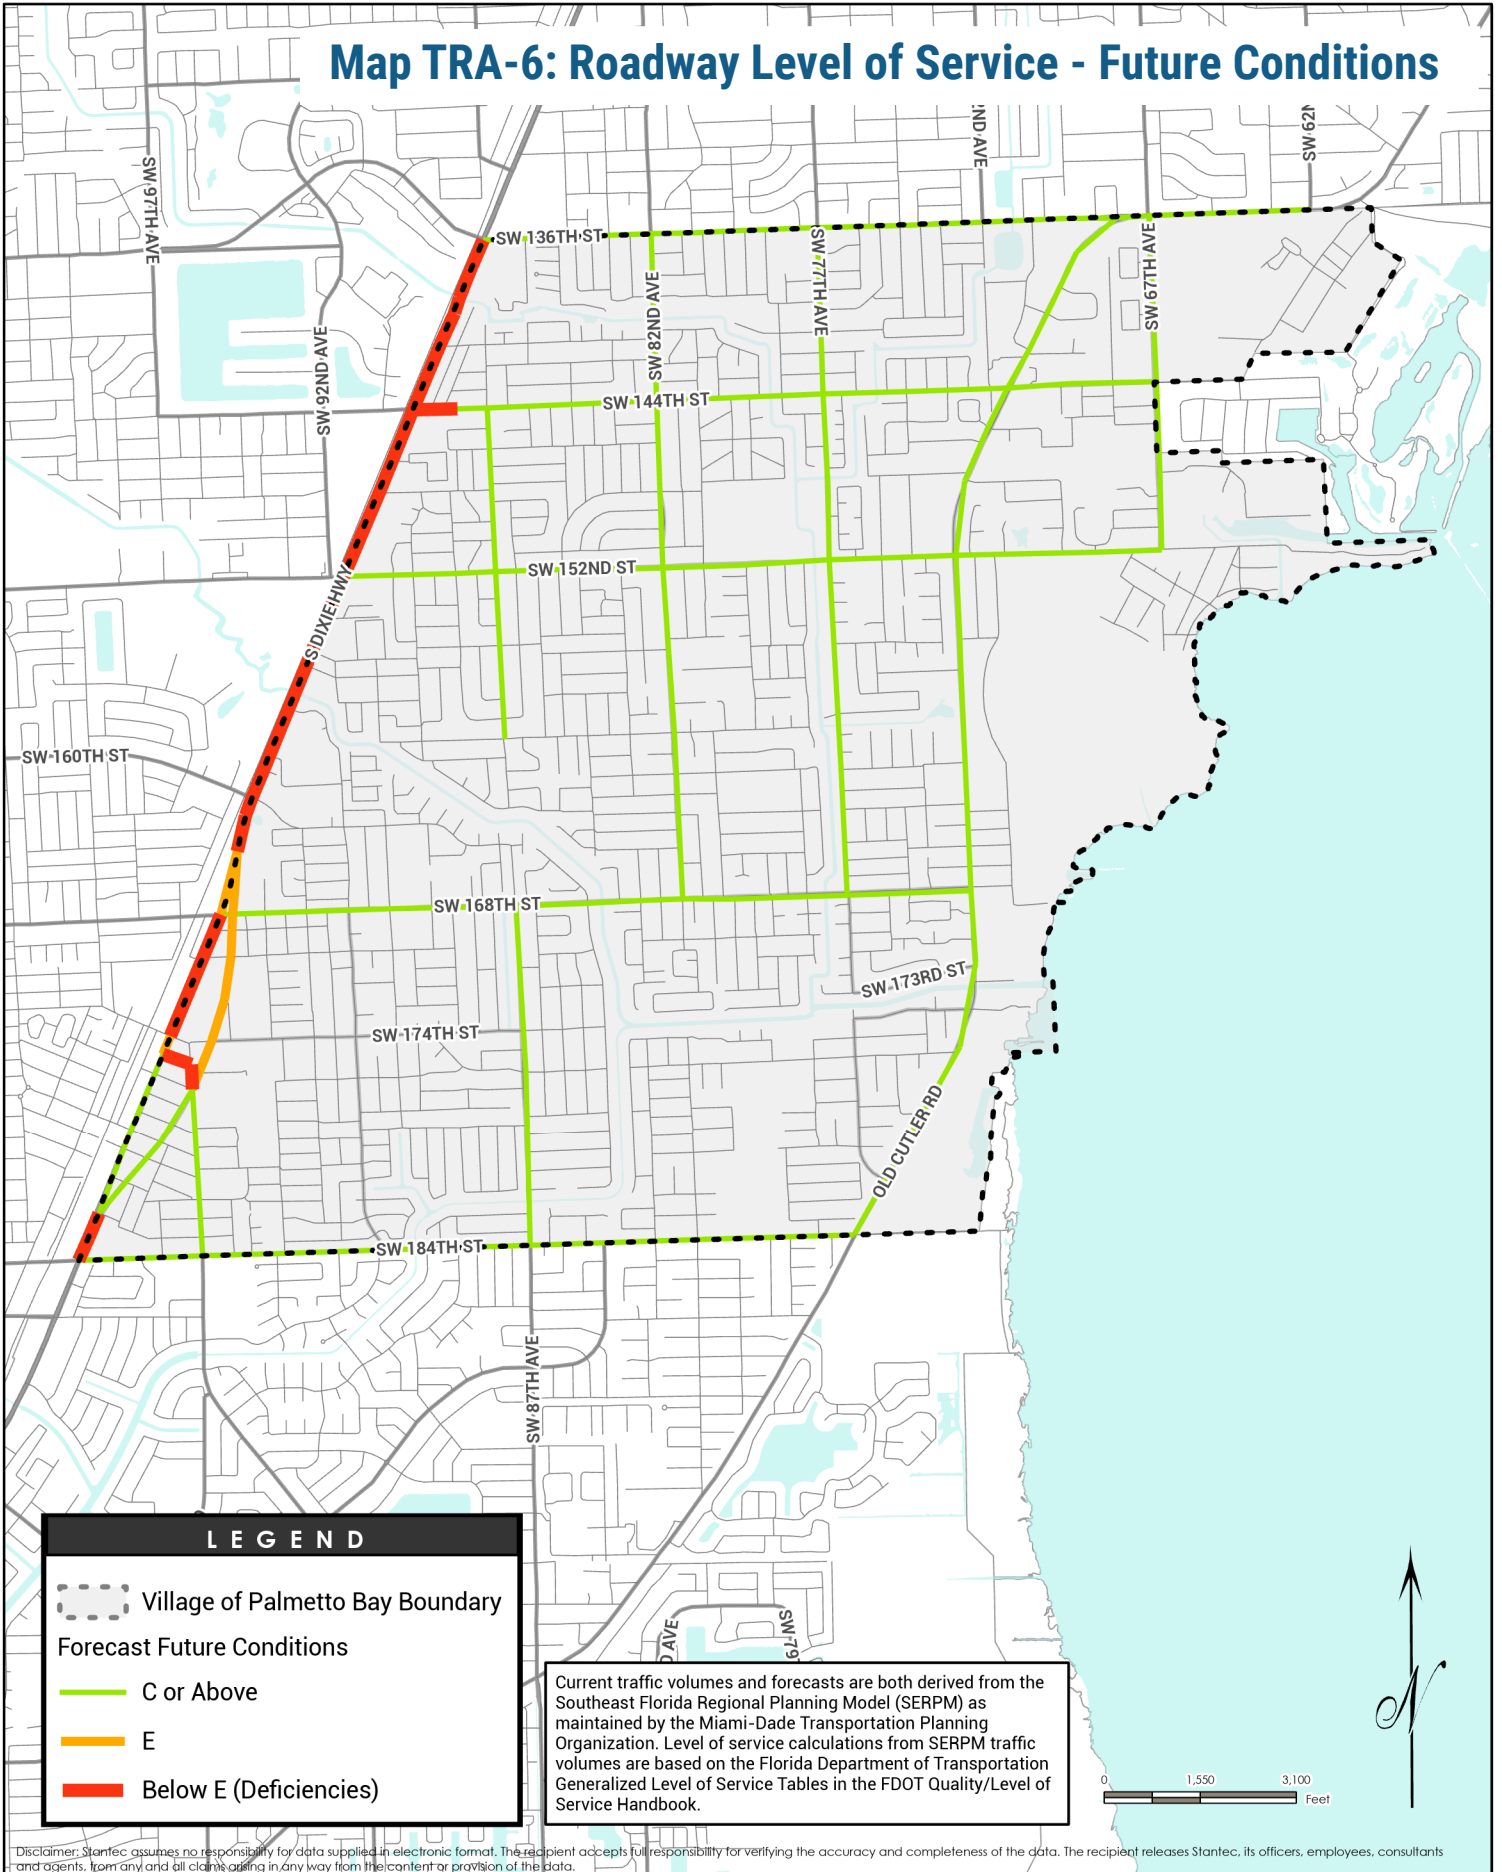 Map TRA-6: Roadway Level of Service - Future Conditions
SW 97TH AVE
ND AVE
SW 62N
SW 136TH ST
SW 77TH AVE
SW 67TH AVE
SW 82ND AVE
SW 92ND AVE
SW 144TH ST
SW 152ND ST
S DIXIE HWY
SW 160TH ST
SW 168TH ST
SW 173RD ST
SW 174TH ST
OLD CUTLER RD
SW 184TH ST
SW 87TH AVE
AVE
SW 79
LEGEND
Village of Palmetto Bay Boundary
Forecast Future Conditions
C or Above
E
Below E (Deficiencies)
Current traffic volumes and forecasts are both derived from the
Southeast Florida Regional Planning Model (SERPM) as
maintained by the Miami-Dade Transportation Planning
Organization. Level of service calculations from SERPM traffic
volumes are based on the Florida Department of Transportation
Generalized Level of Service Tables in the FDOT Quality/Level of
Service Handbook.
N
0 1,550 3,100
Feet
Disclaimer: Stantec assumes no responsibility for data supplied in electronic format. The recipient accepts full responsibility for verifying the accuracy and completeness of the data. The recipient releases Stantec, its officers, employees, consultants
and agents, from any and all claims arising in any way from the content or provision of the data.